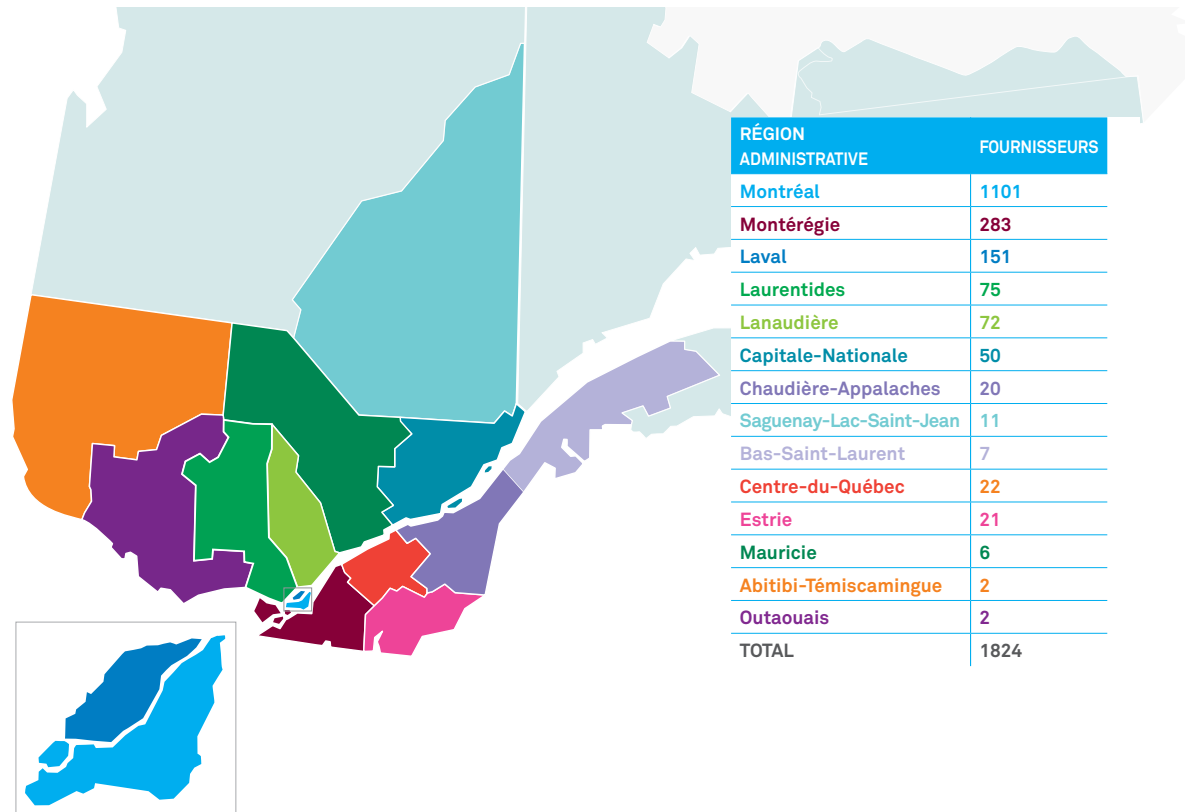 RÉGION
ADMINISTRATIVE FOURNISSEURS
Montréal 1101
Montérégie 283
Laval 151
Laurentides 75
Lanaudière 72
Capitale-Nationale 50
Chaudière-Appalaches 20
Saguenay-Lac-Saint-Jean 11
Bas-Saint-Laurent 7
Centre-du-Québec 22
Estrie 21
Mauricie 6
Abitibi-Témiscamingue 2
Outaouais 2
TOTAL 1824